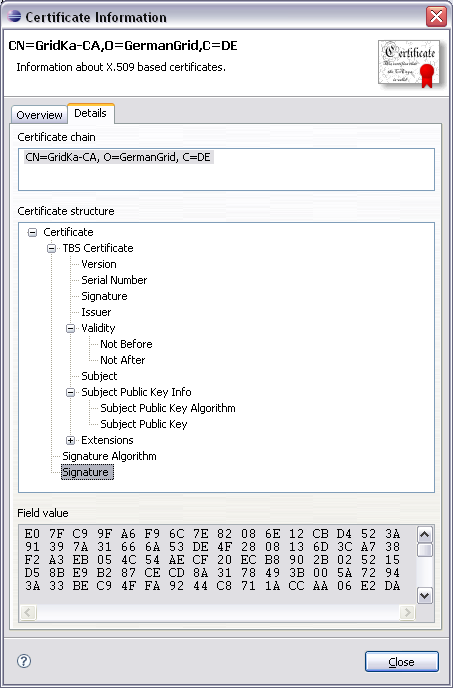 Certificate Information
CN=GridKa-CA,O=GermanGrid,C=DE
Information about X.509 based certificates.
Certificate
Overview
Details
Certificate chain
CN=GridKa-CA, O=GermanGrid, C=DE
Certificate structure
Certificate
TBS Certificate
Version
Serial Number
Signature
Issuer
Validity
Not Before
Not After
Subject
Subject Public Key Info
Subject Public Key Algorithm
Subject Public Key
Extensions
Signature Algorithm
Signature
Field value
E0 7F C9 9F A6 F9 6C 7E 82 08 6E 12 CB D4 52 3A
91 39 7A 31 66 6A 53 DE 4F 28 08 13 6D 3C A7 38
F2 A3 EB 05 4C 54 AE CF 20 EC B8 90 2B 02 52 15
D5 8B E9 B2 87 CE CD 8A 31 78 49 3B 00 5A 72 94
3A 33 BE C9 4F FA 92 44 C8 71 1A CC AA 06 E2 DA
?
Close